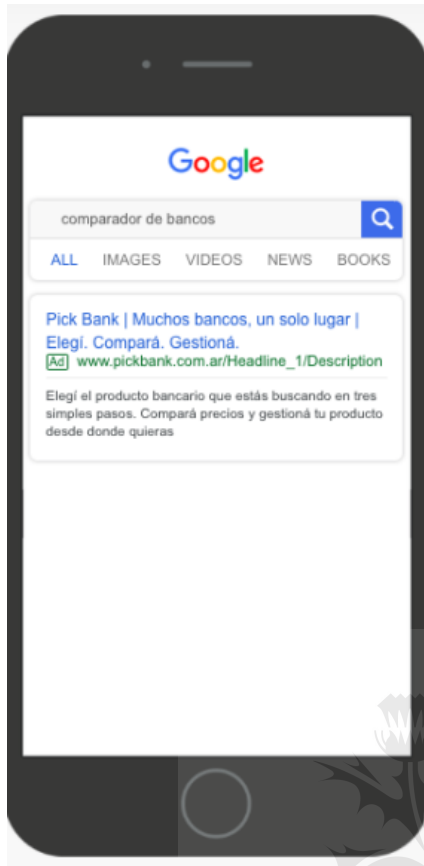 Google
comparador de bancos
ALL IMAGES VIDEOS NEWS BOOKS
Pick Bank | Muchos bancos, un solo lugar |
Elegí. Compará. Gestioná.
Ad www.pickbank.com.ar/Headline_1/Description
Elegí el producto bancario que estás buscando en tres
simples pasos. Compará precios y gestioná tu producto
desde donde quieras